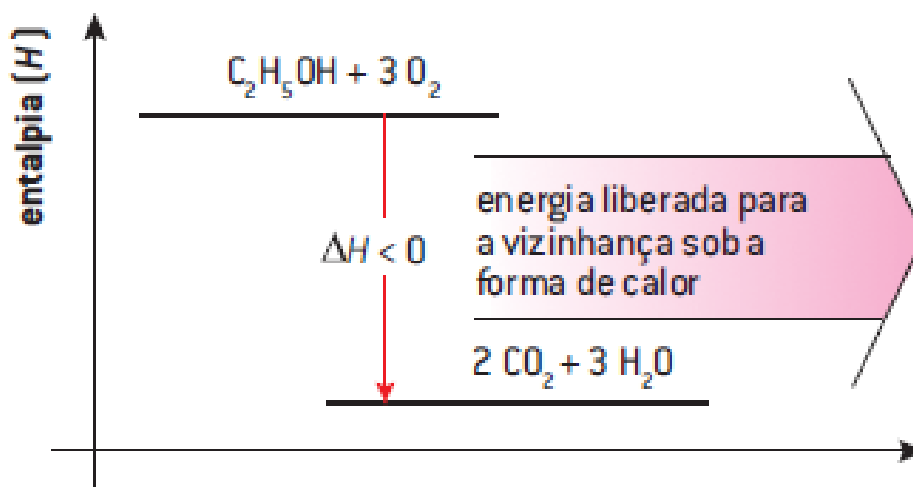 entalpia (H)
C₂H₅OH + 3 O₂
ΔH < 0
energia liberada para
a vizinhança sob a
forma de calor
2 CO₂ + 3 H₂O